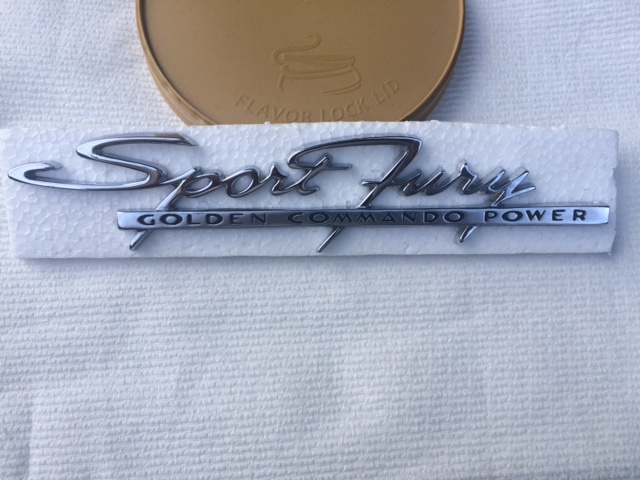 FLAVOR LOCK LID
Sport Fury
GOLDEN COMMANDO POWER